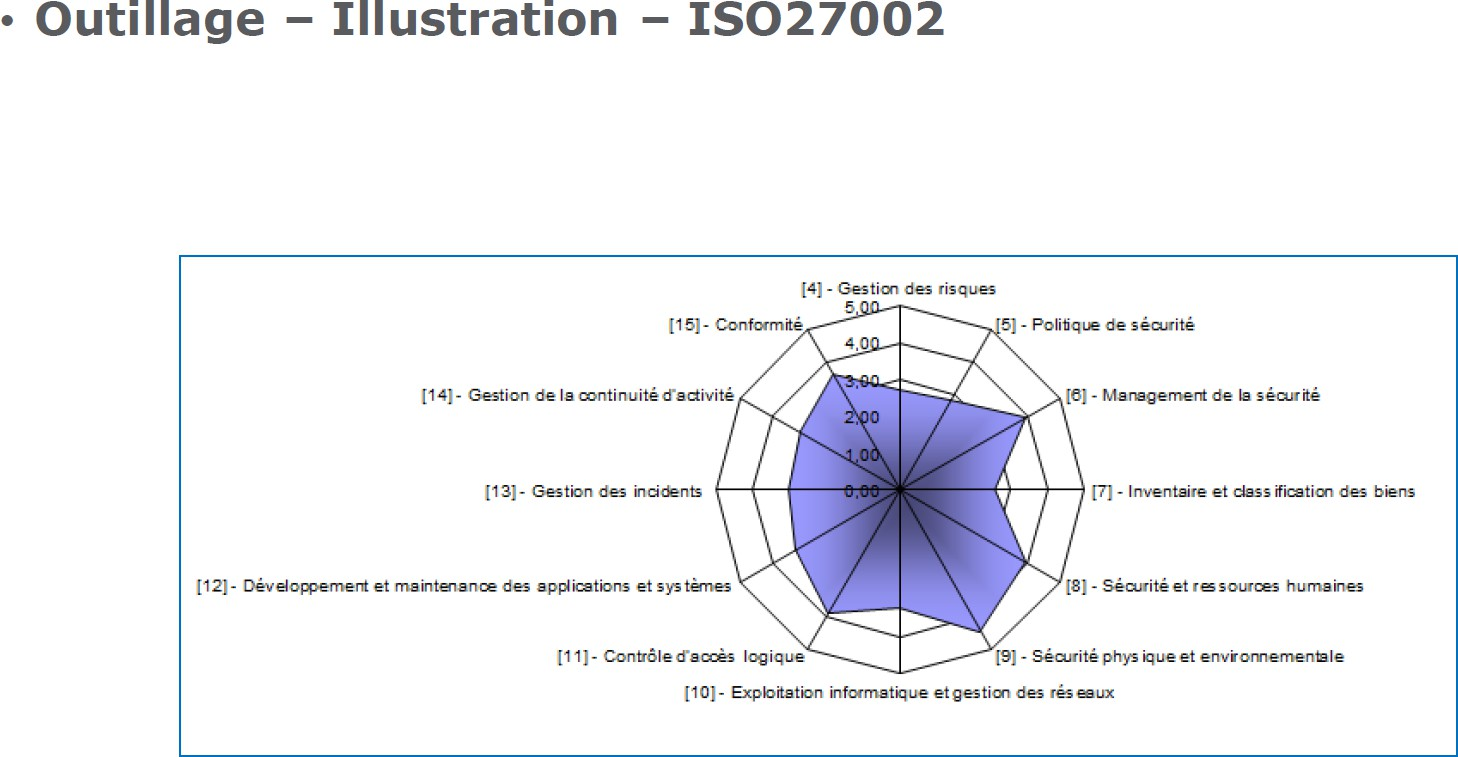 • Outillage – Illustration – ISO27002
[4] - Gestion des risques
5,00
[15] - Conformité
[5] - Politique de sécurité
4,00
3,00
[14] - Gestion de la continuité d'activité
[6] - Management de la sécurité
2,00
1,00
[13] - Gestion des incidents
0,00
[7] - Inventaire et classification des biens
[12] - Développement et maintenance des applications et systèmes
[8] - Sécurité et ressources humaines
[11] - Contrôle d'accès logique
[9] - Sécurité physique et environnementale
[10] - Exploitation informatique et gestion des réseaux